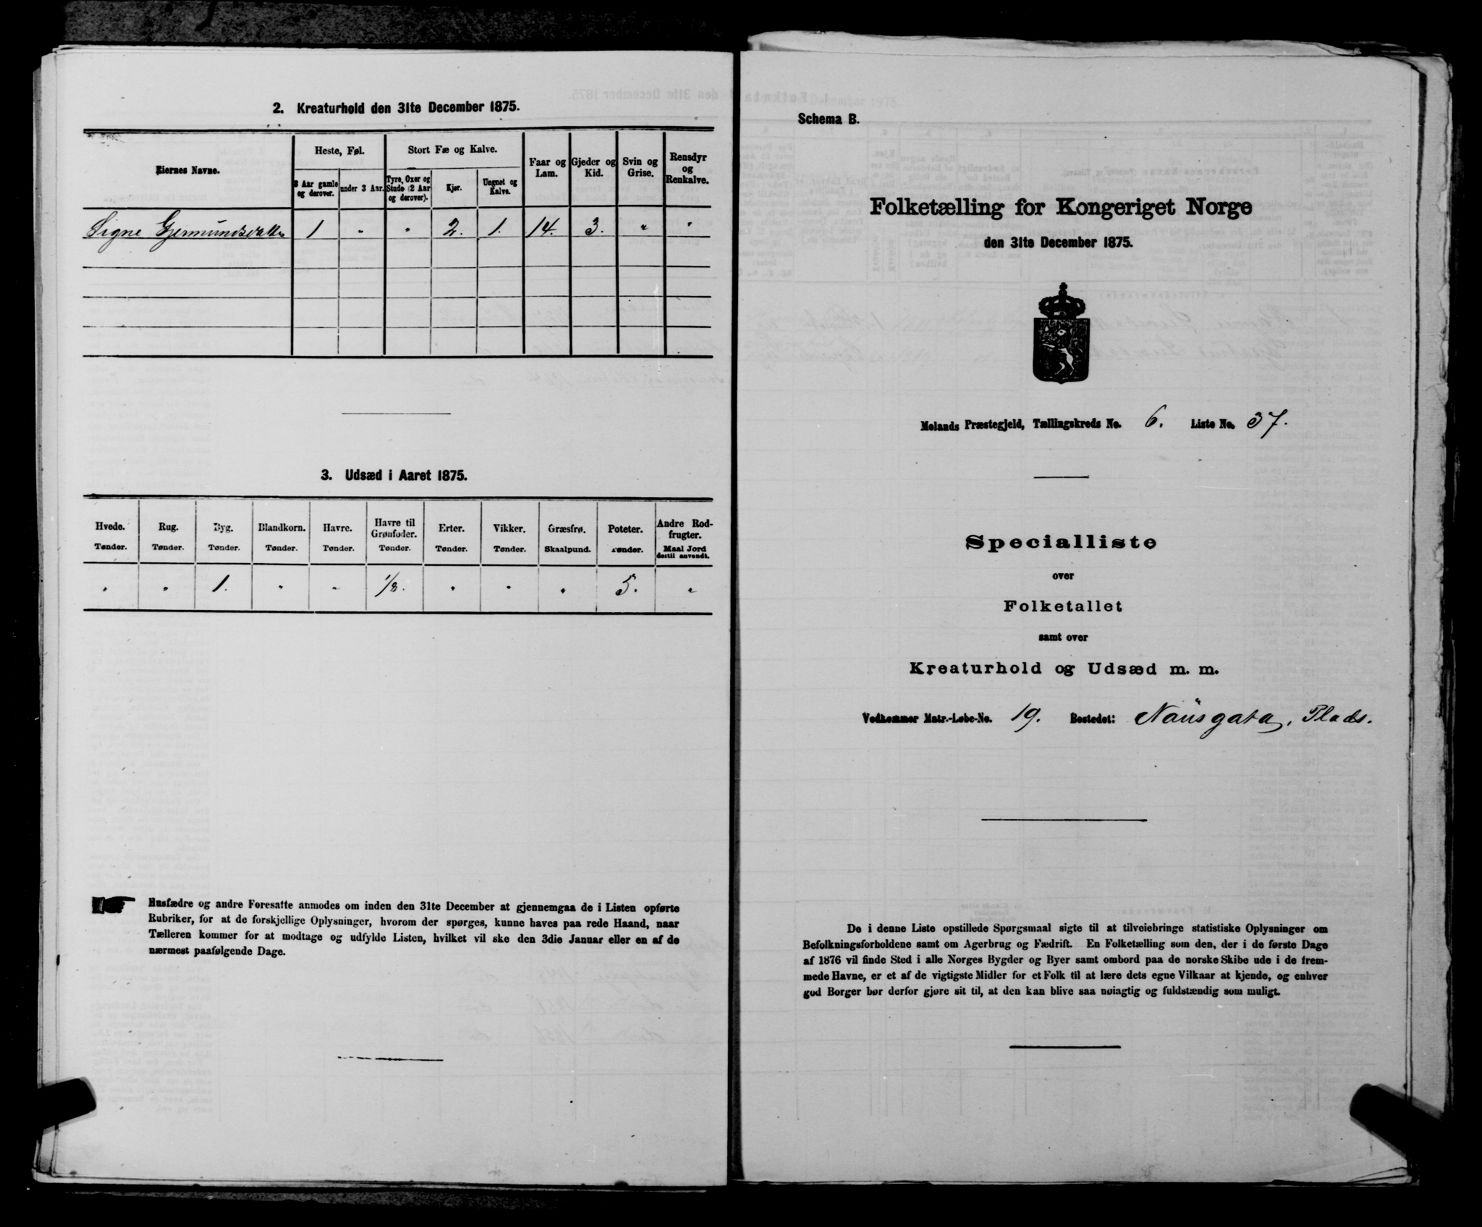 2. Kreaturhold den 31te December 1875.
Eiernes Navne.
Heste, Føl.
Stort Fæ og Kalve.
Faar og Lam.
Gjeder og Kid.
Svin og Grise.
Rensdyr og Renkalve.
3 Aar gamle og derover.
under 3 Aar.
Tyre, Oxer og Stude (2 Aar og derover).
Kjør.
Ungnet og Kalve.
Signe 1 " " 2. 1. 14. 3. " "
3. Udsæd i Aaret 1875.
Hvede. Rug. Byg. Blandkorn. Havre. Havre til Grønfoder. Erter. Vikker. Græsfrø. Poteter. Andre Rod-frugter.
Tønder. Tønder. Tønder. Tønder. Tønder. Tønder. Tønder. Tønder. Skaalpund. Tønder. Maal Jord dertil anvendt.
" " 1. " " 1/8. " " " 5. "
Husfædre og andre Foresatte anmodes om inden den 31te December at gjennemgaa de i Listen opførte
Rubriker, for at de forskjellige Oplysninger, hvorom der spørges, kunne haves paa rede Haand, naar
Tælleren kommer for at modtage og udfylde Listen, hvilket vil ske den 3die Januar eller en af de
nærmest paafølgende Dage.
Schema B.
Folketælling for Kongeriget Norge
den 31te December 1875.
Molands Præstegjeld, Tællingskreds No. 6. Liste No. 37.
Specialliste
over
Folketallet
samt over
Kreaturhold og Udsæd m. m.
Vedkommer Matr.-Løbe-No. 19. Bostedet: Naüsgata, Plads.
De i denne Liste opstillede Spørgsmaal sigte til at tilveiebringe statistiske Oplysninger om
Befolkningsforholdene samt om Agerbrug og Fædrift. En Folketælling som den, der i de første Dage
af 1876 vil finde Sted i alle Norges Bygder og Byer samt ombord paa de norske Skibe ude i de frem-
mede Havne, er et af de vigtigste Midler for et Folk til at lære dets egne Vilkaar at kjende, og enhver
god Borger bør derfor gjøre sit til, at den kan blive saa nøiagtig og fuldstændig som muligt.